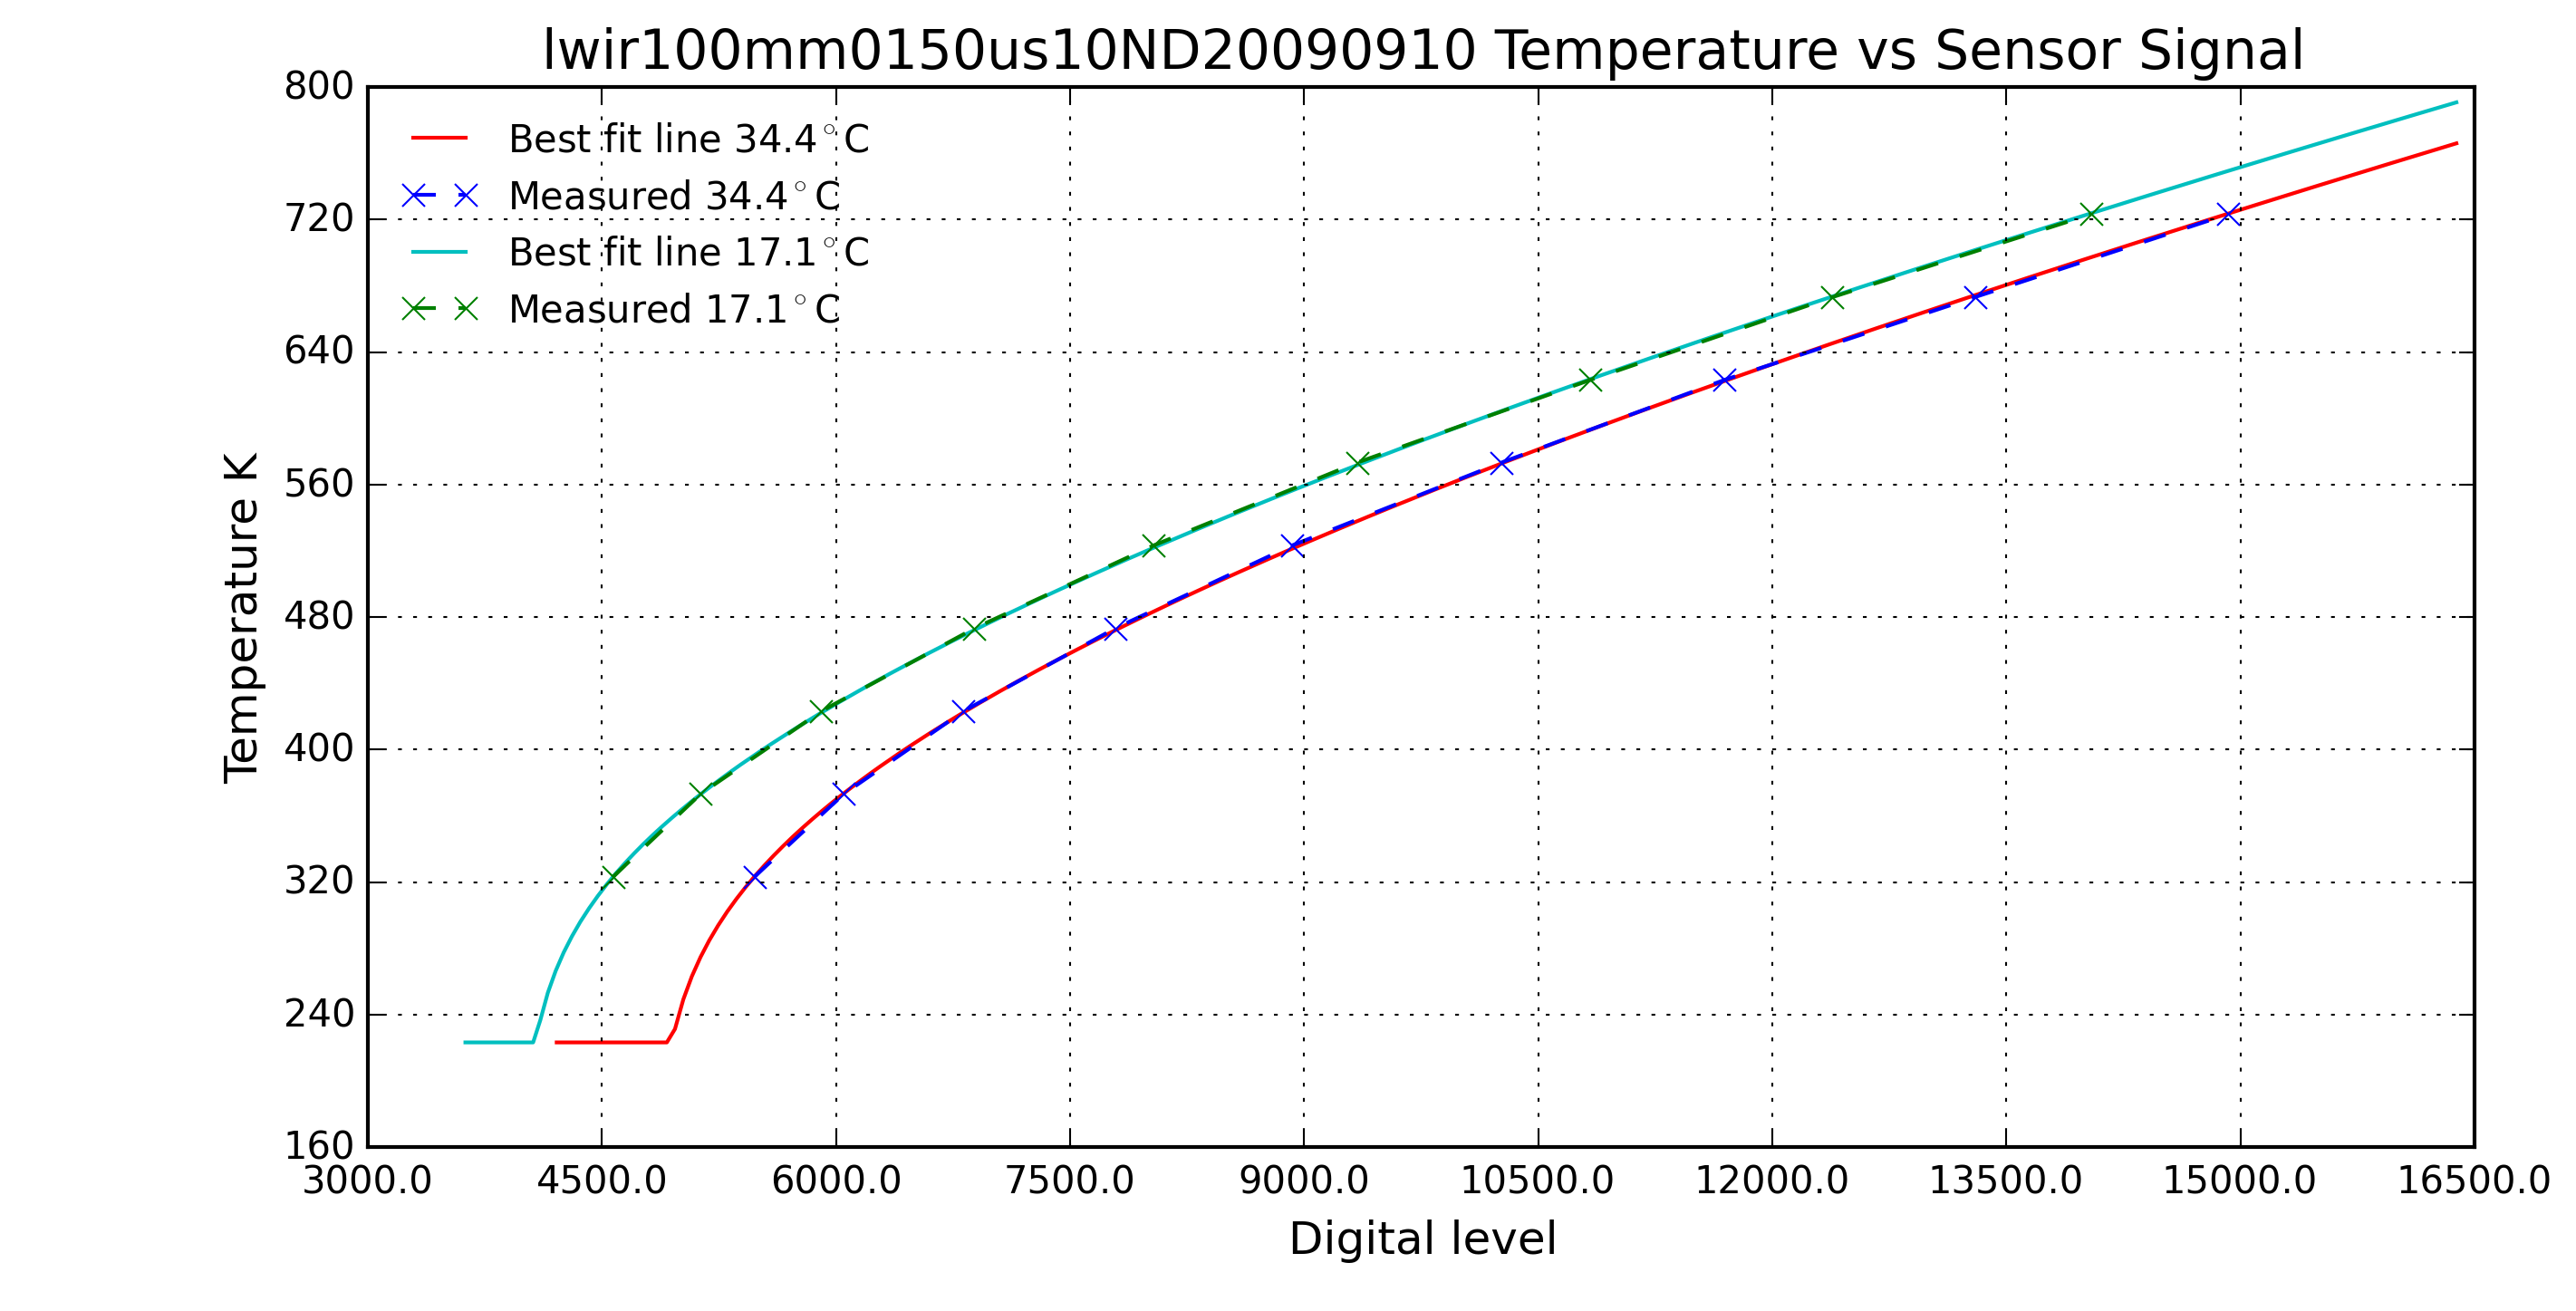 lwir100mm0150us10ND20090910 Temperature vs Sensor Signal
Best fit line 34.4°C
Measured 34.4°C
Best fit line 17.1°C
Measured 17.1°C
Temperature K
800
720
640
560
480
400
320
240
160
3000.0 4500.0 6000.0 7500.0 9000.0 10500.0 12000.0 13500.0 15000.0 16500.0
Digital level